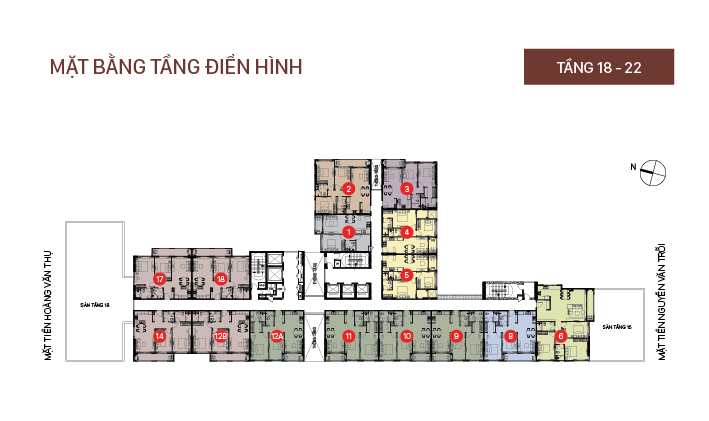 MẶT BẰNG TẦNG ĐIỂN HÌNH
TẦNG 18 - 22
N
2
3
1
4
5
17
18
SÂN TẦNG 18
MẶT TIỀN HOÀNG VĂN THỤ
14
12B
12A
11
10
9
8
6
SÂN TẦNG 15
MẶT TIỀN NGUYỄN VĂN TRỖI